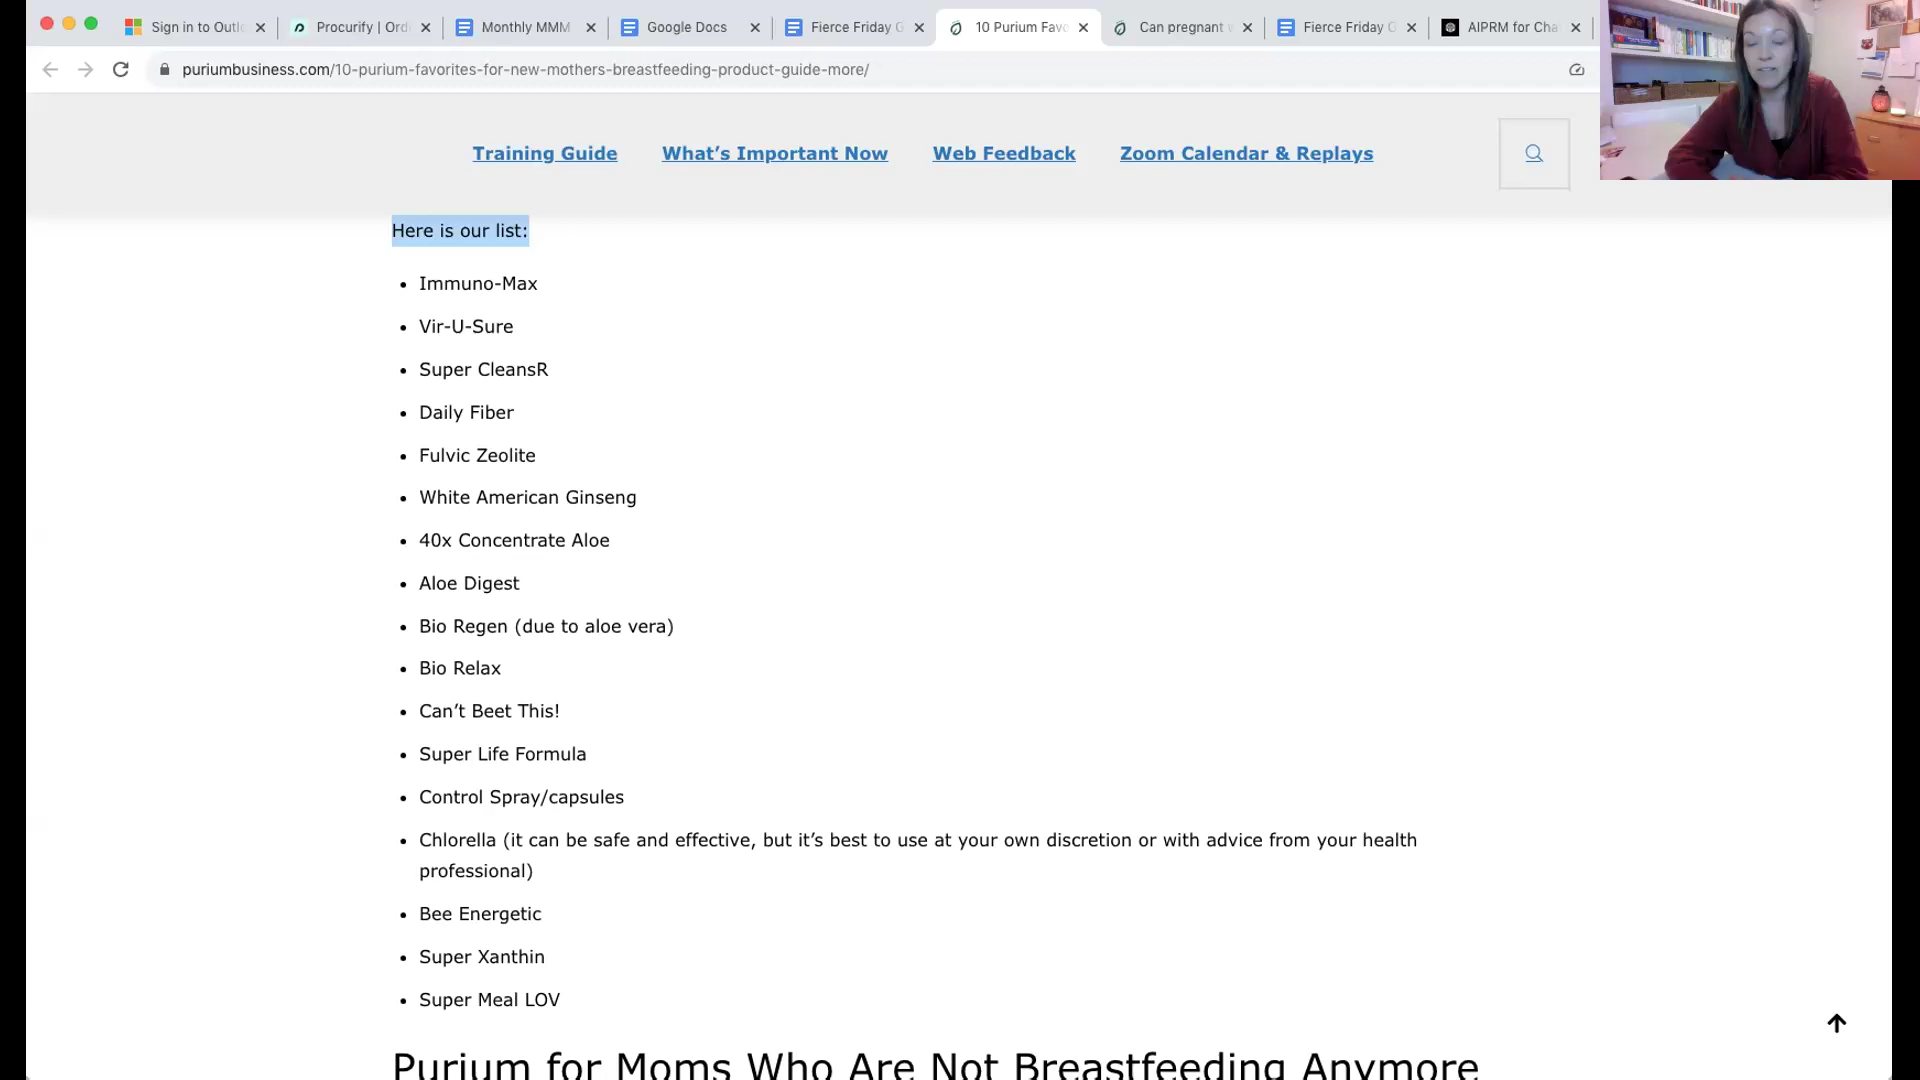 Sign in to Outlo
Procurify | Ord
Monthly MMM
Google Docs
Fierce Friday G
10 Purium Favo
Can pregnant w
Fierce Friday G
AIPRM for Cha
puriumbusiness.com/10-purium-favorites-for-new-mothers-breastfeeding-product-guide-more/
Training Guide
What's Important Now
Web Feedback
Zoom Calendar & Replays
Here is our list:
• Immuno-Max
• Vir-U-Sure
• Super CleansR
• Daily Fiber
• Fulvic Zeolite
• White American Ginseng
• 40x Concentrate Aloe
• Aloe Digest
• Bio Regen (due to aloe vera)
• Bio Relax
• Can't Beet This!
• Super Life Formula
• Control Spray/capsules
• Chlorella (it can be safe and effective, but it's best to use at your own discretion or with advice from your health
professional)
• Bee Energetic
• Super Xanthin
• Super Meal LOV
Purium for Moms Who Are Not Breastfeeding Anymore